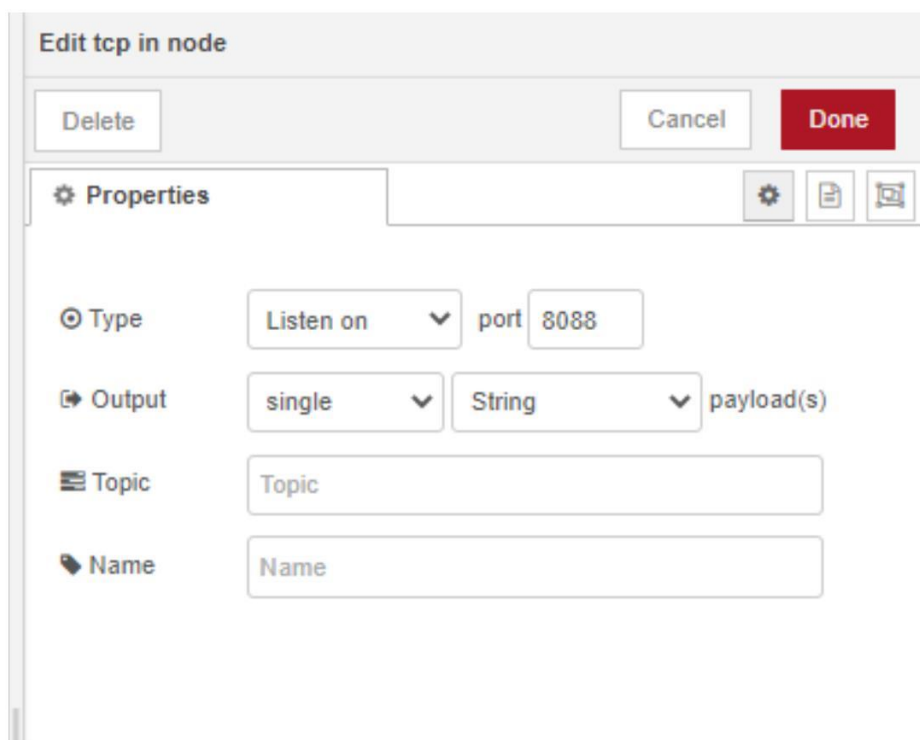 Edit tcp in node
Delete Cancel Done
Properties
Type Listen on port 8088
Output single String payload(s)
Topic Topic
Name Name